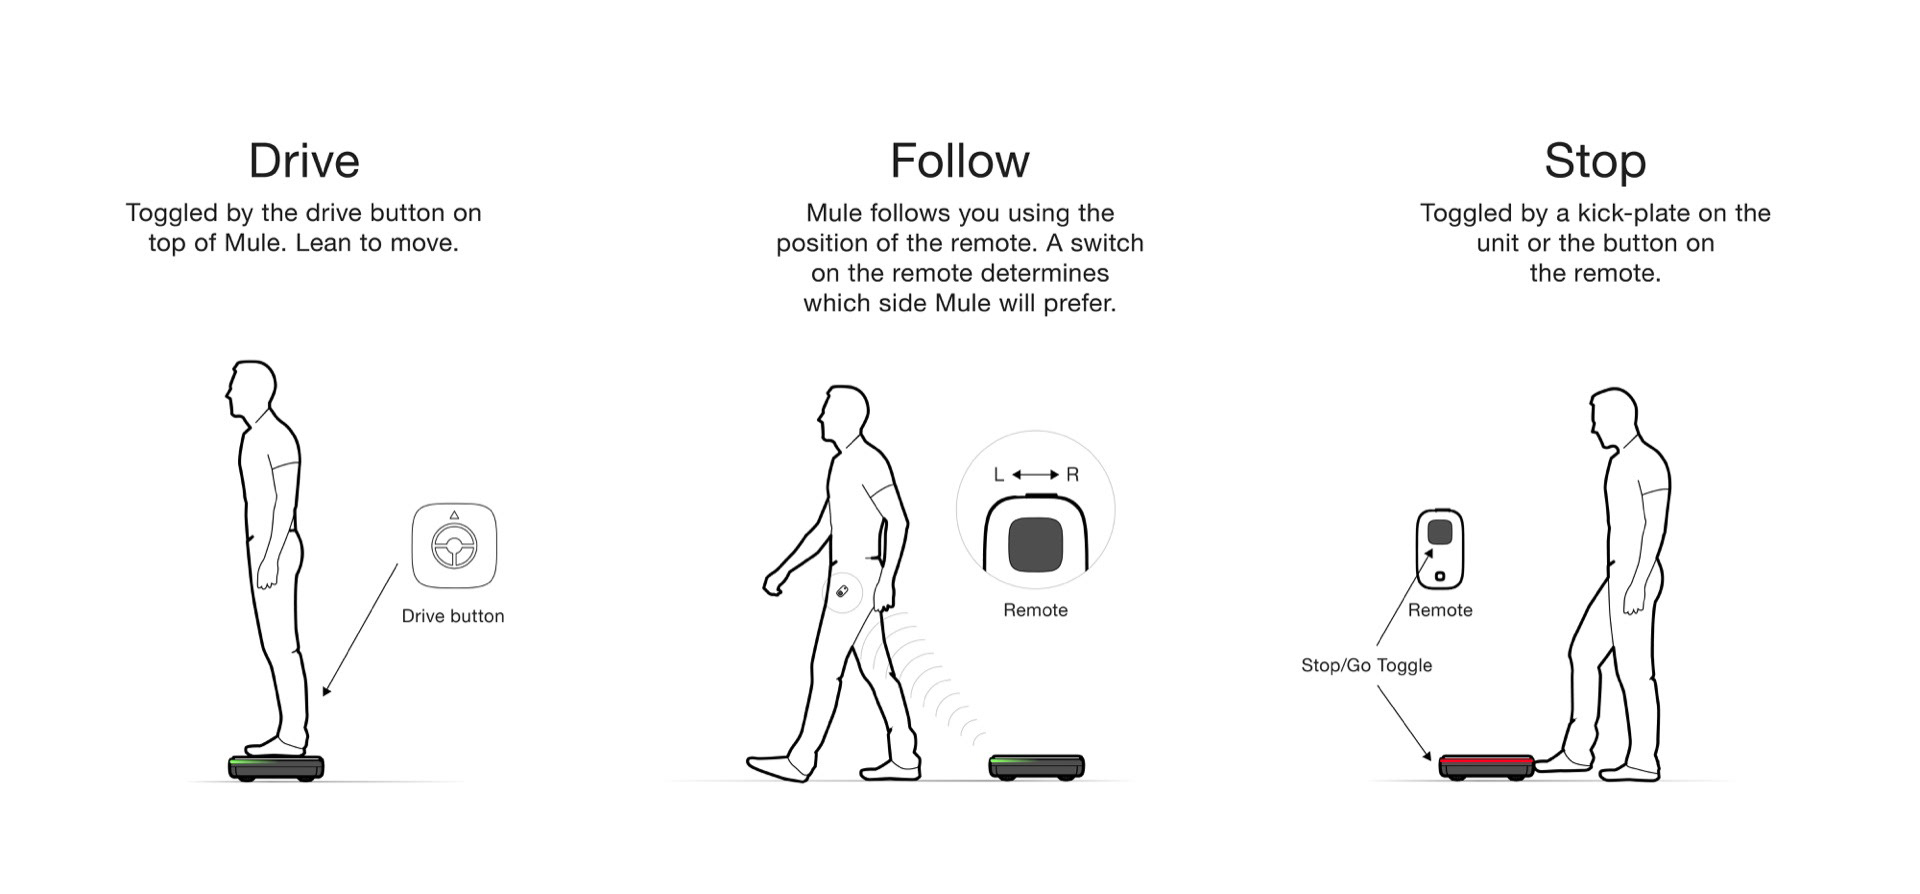 Drive
Toggled by the drive button on
top of Mule. Lean to move.
Drive button
Follow
Mule follows you using the
position of the remote. A switch
on the remote determines
which side Mule will prefer.
L R
Remote
Stop
Toggled by a kick-plate on the
unit or the button on
the remote.
Remote
Stop/Go Toggle